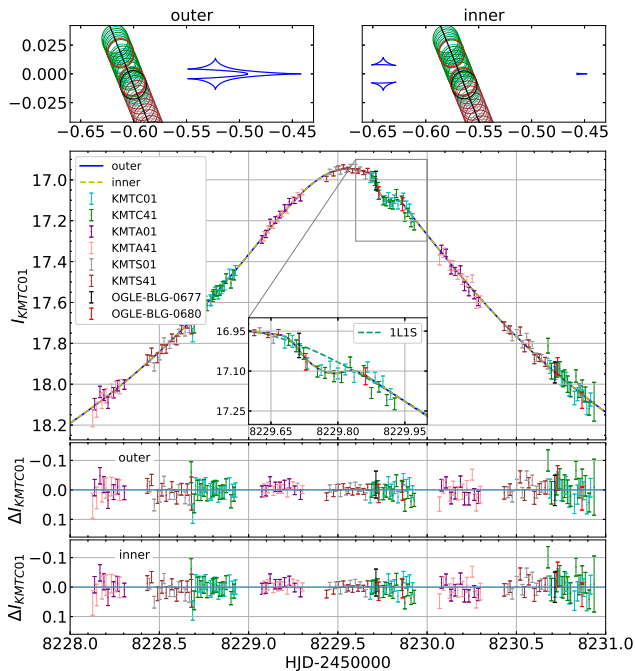 outer inner
0.025
0.000
−0.025
−0.65 −0.60 −0.55 −0.50 −0.45 −0.65 −0.60 −0.55 −0.50 −0.45
outer
inner
KMTC01
KMTC41
KMTA01
KMTA41
KMTS01
KMTS41
OGLE-BLG-0677
OGLE-BLG-0680
17.0
17.2
17.4
17.6
17.8
18.0
18.2
I_KMTC01
1L1S
16.95
17.10
17.25
8229.65 8229.80 8229.95
outer
−0.1
0.0
0.1
ΔI_KMTC01
inner
−0.1
0.0
0.1
ΔI_KMTC01
8228.0 8228.5 8229.0 8229.5 8230.0 8230.5 8231.0
HJD-2450000